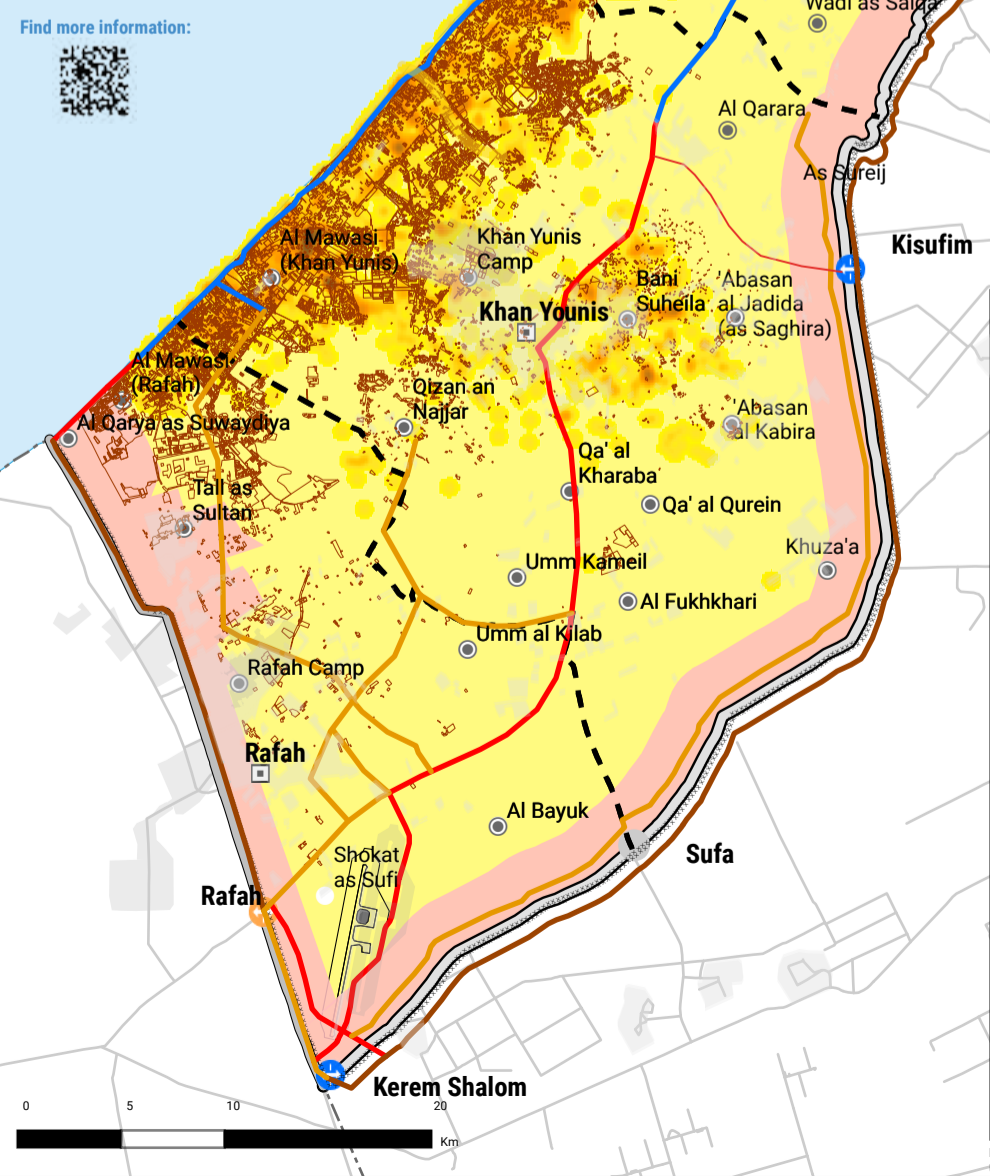 Find more information:
Wadi as Salqa
Al Qarara
As Sureij
Kisufim
Al Mawasi
(Khan Yunis)
Khan Yunis
Camp
Bani
Suheila
'Abasan
al Jadida
(as Saghira)
Khan Younis
Al Mawasi
(Rafah)
Qizan an
Najjar
Al Qarya as Suwaydiya
'Abasan
al Kabira
Qa' al
Kharaba
Tall as
Sultan
Qa' al Qurein
Khuza'a
Umm Kameil
Al Fukhkhari
Umm al Kilab
Rafah Camp
Rafah
Al Bayuk
Sufa
Shokat
as Sufi
Rafah
Kerem Shalom
0 5 10 20
Km